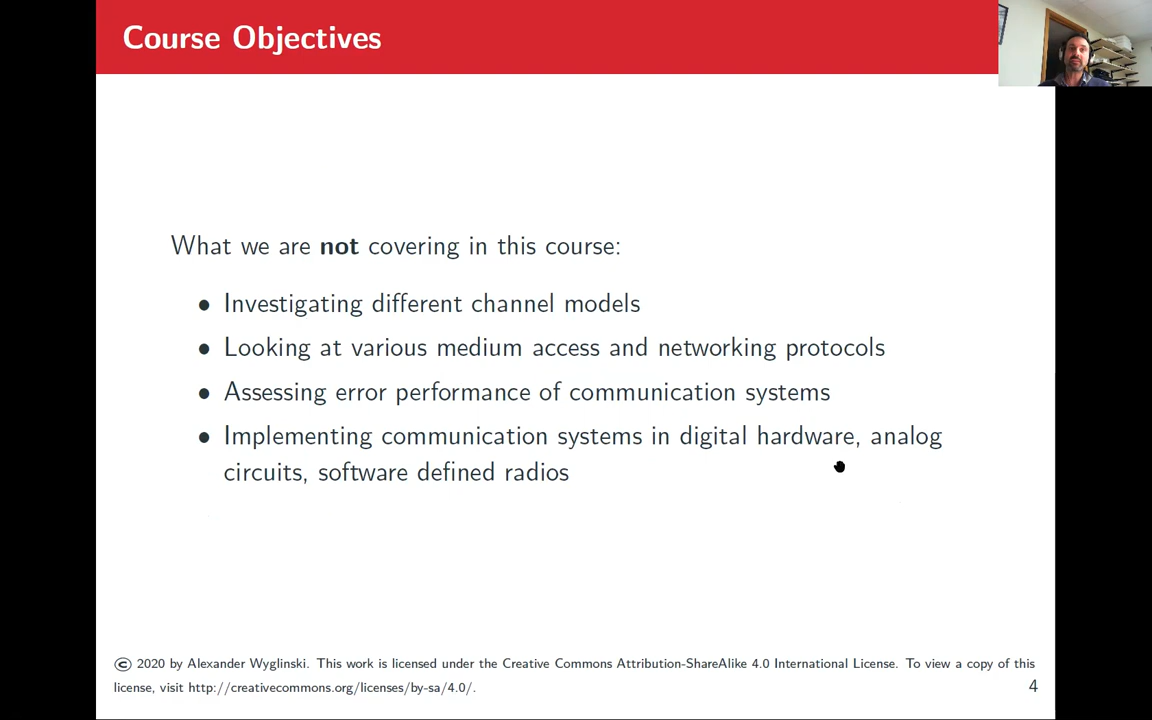 Course Objectives
What we are not covering in this course:
• Investigating different channel models
• Looking at various medium access and networking protocols
• Assessing error performance of communication systems
• Implementing communication systems in digital hardware, analog
circuits, software defined radios
© 2020 by Alexander Wyglinski. This work is licensed under the Creative Commons Attribution-ShareAlike 4.0 International License. To view a copy of this
license, visit http://creativecommons.org/licenses/by-sa/4.0/.
4